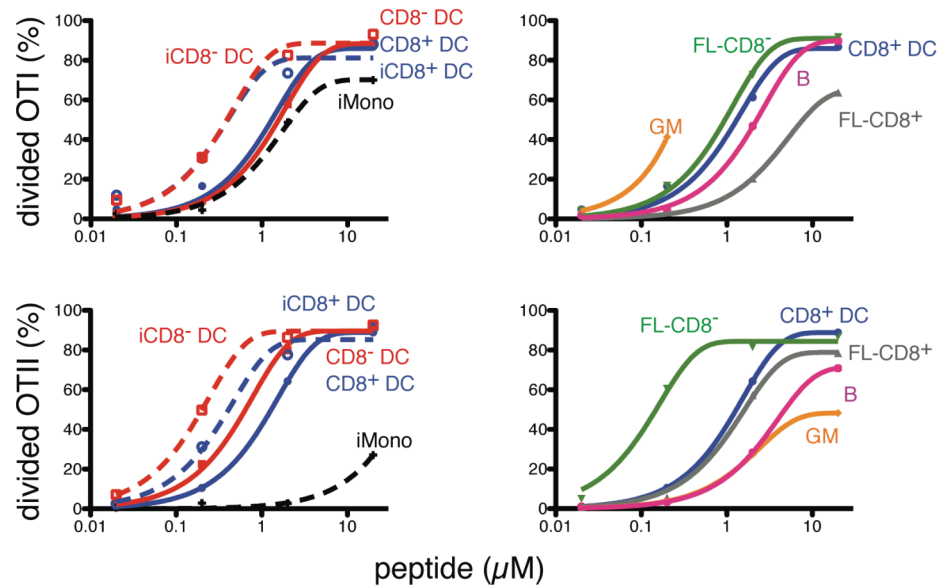 divided OTI (%)
100
80
60
40
20
0
0.01
0.1
1
10
iCD8- DC
CD8- DC
CD8+ DC
iCD8+ DC
iMono
100
80
60
40
20
0
0.01
0.1
1
10
GM
FL-CD8-
CD8+ DC
B
FL-CD8+
divided OTII (%)
100
80
60
40
20
0
0.01
0.1
1
10
iCD8- DC
iCD8+ DC
CD8- DC
CD8+ DC
iMono
100
80
60
40
20
0
0.01
0.1
1
10
FL-CD8-
CD8+ DC
FL-CD8+
B
GM
peptide (µM)